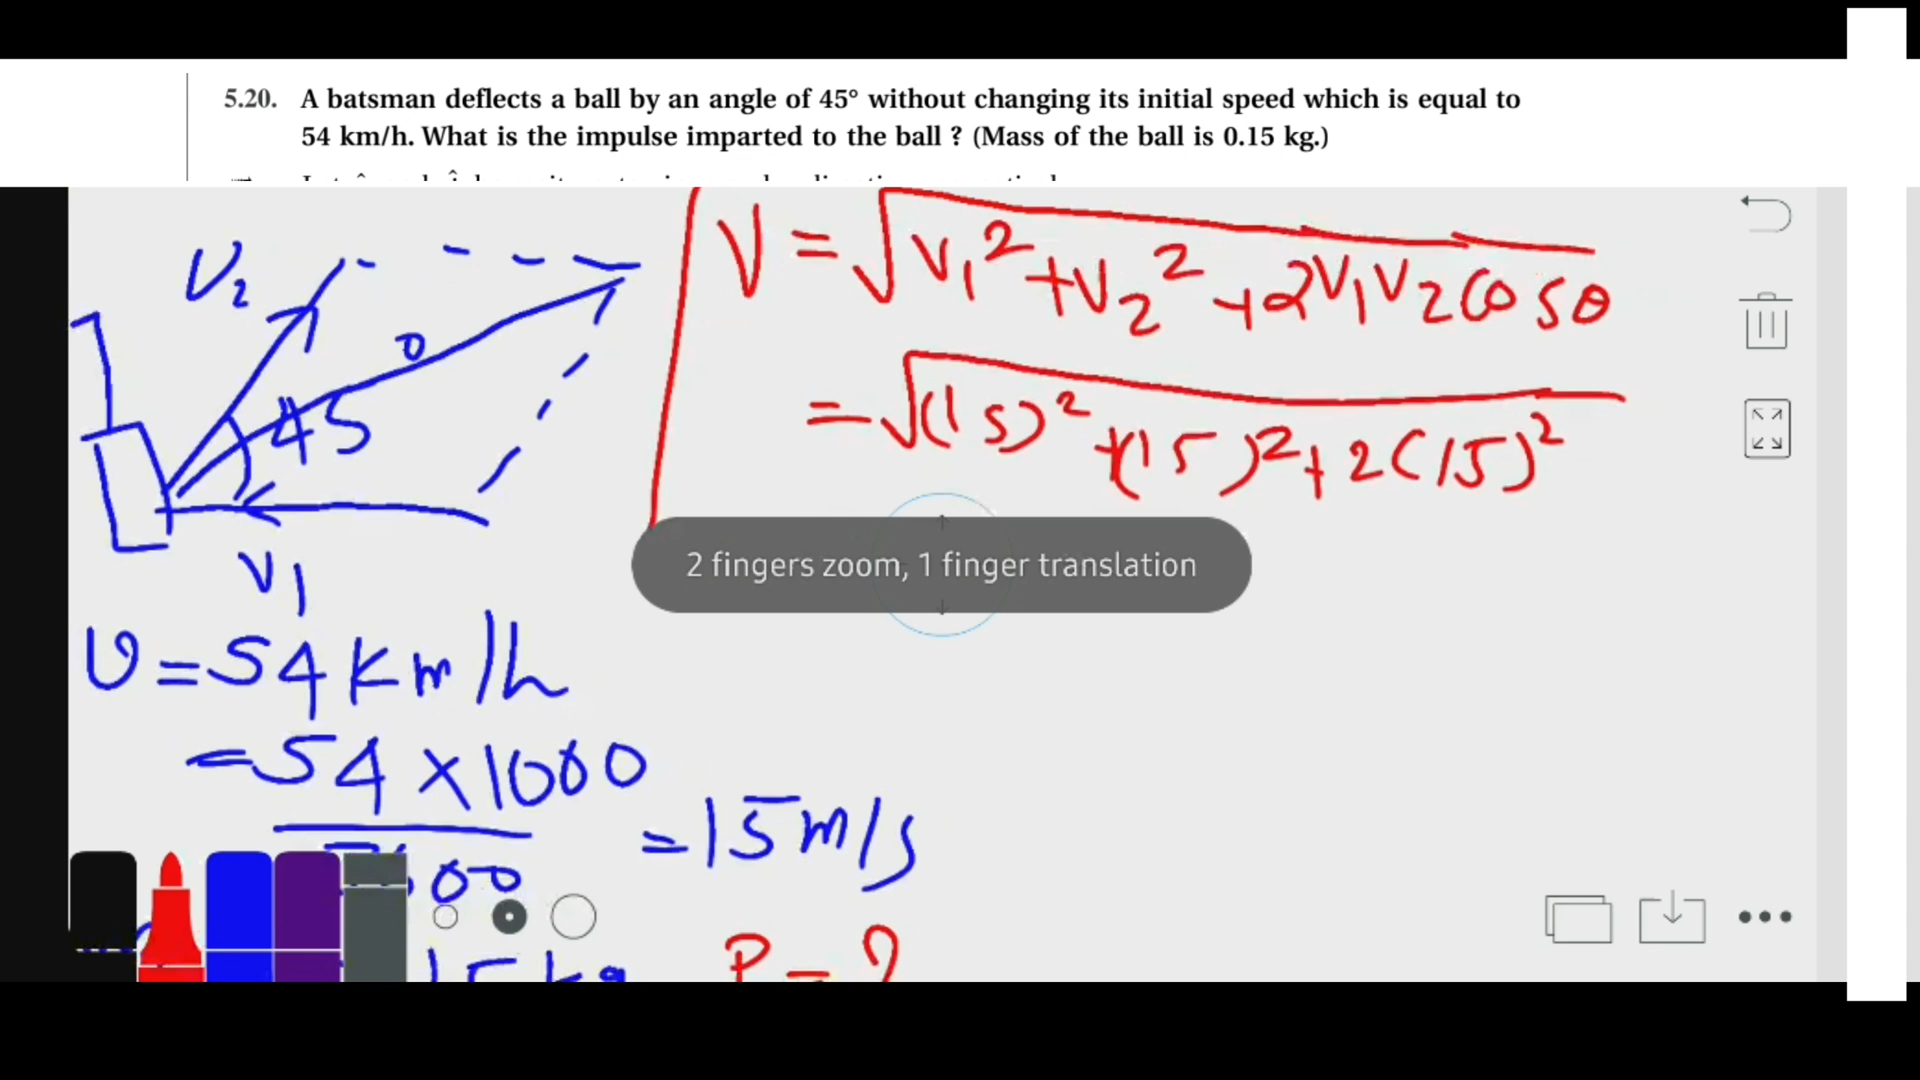 5.20. A batsman deflects a ball by an angle of 45° without changing its initial speed which is equal to
54 km/h. What is the impulse imparted to the ball ? (Mass of the ball is 0.15 kg.)
V₂
45
V₁
V = √V₁² + V₂² + 2V₁V₂ cosθ
= √(15)² + (15)² + 2(15)²
2 fingers zoom, 1 finger translation
υ = 54 km/h
= 54 × 1000
= 15 m/s
P = ?